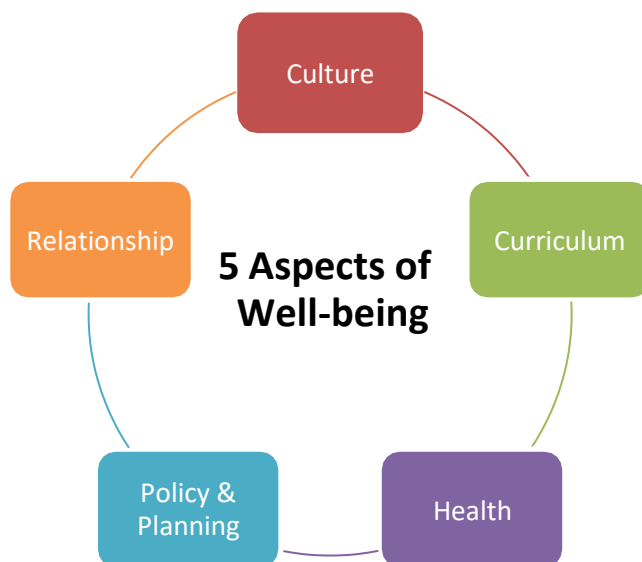 Culture
Relationship
Curriculum
5 Aspects of
Well-being
Policy &
Planning
Health